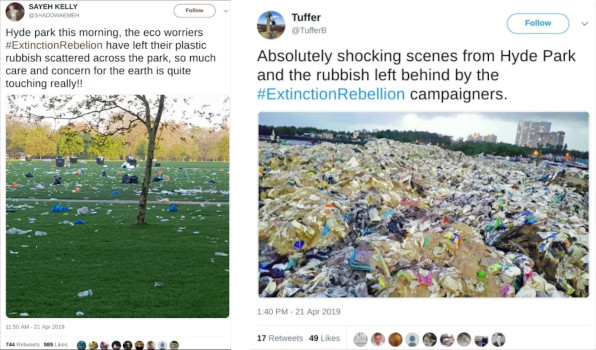 SAYEH KELLY
@SHADOWAEMEH
Follow
Hyde park this morning, the eco worriers
#ExtinctionRebelion have left their plastic
rubbish scattered across the park, so much
care and concern for the earth is quite
touching really!!
11:50 AM - 21 Apr 2019
744 Retweets 989 Likes
Tuffer
@TufferB
Follow
Absolutely shocking scenes from Hyde Park
and the rubbish left behind by the
#ExtinctionRebellion campaigners.
1:40 PM - 21 Apr 2019
17 Retweets 49 Likes